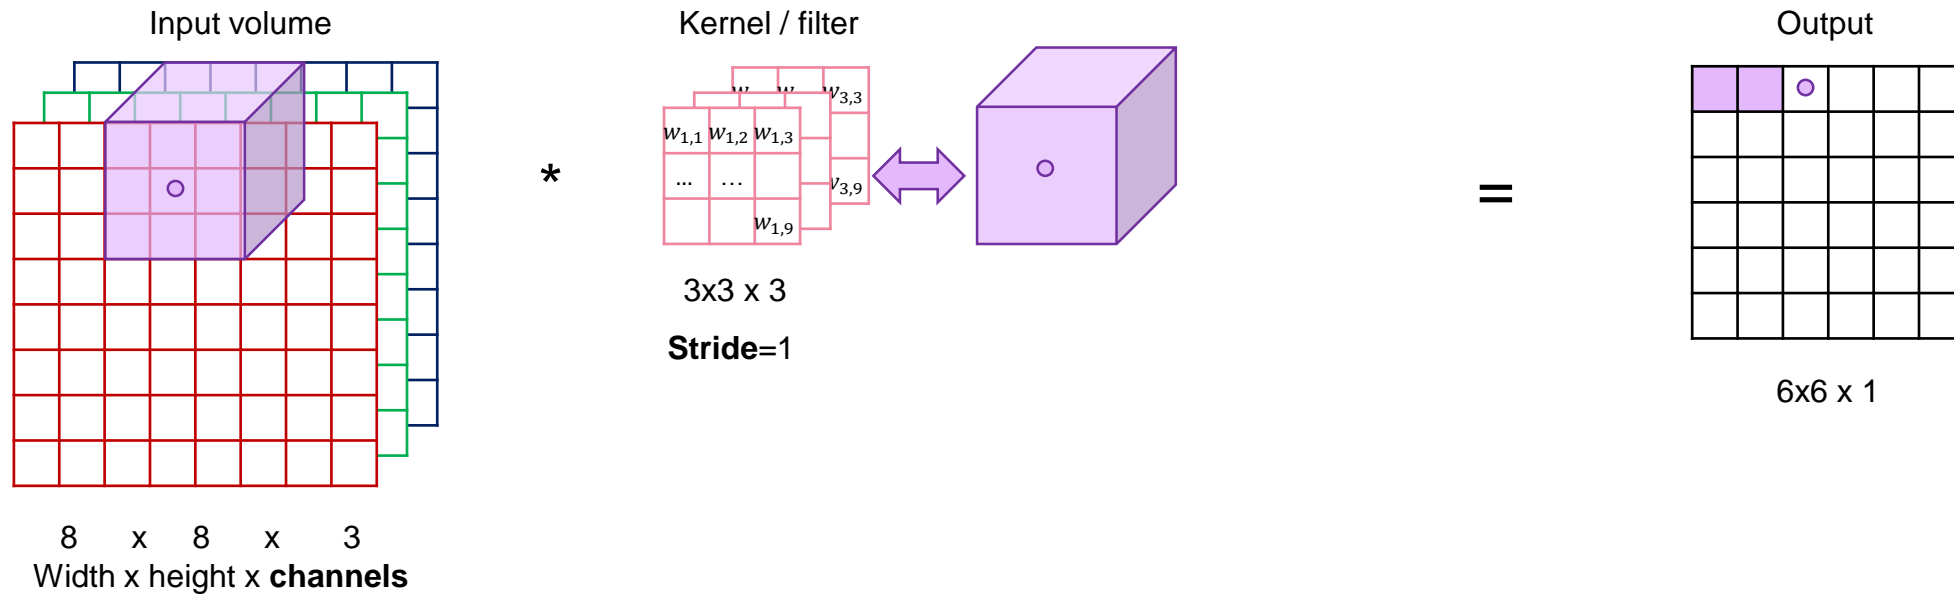 Input volume
Kernel / filter
Output
w3,3
w1,1 w1,2 w1,3
... ...
w3,9
w1,9
*
=
3x3 x 3
Stride=1
6x6 x 1
8 x 8 x 3
Width x height x channels